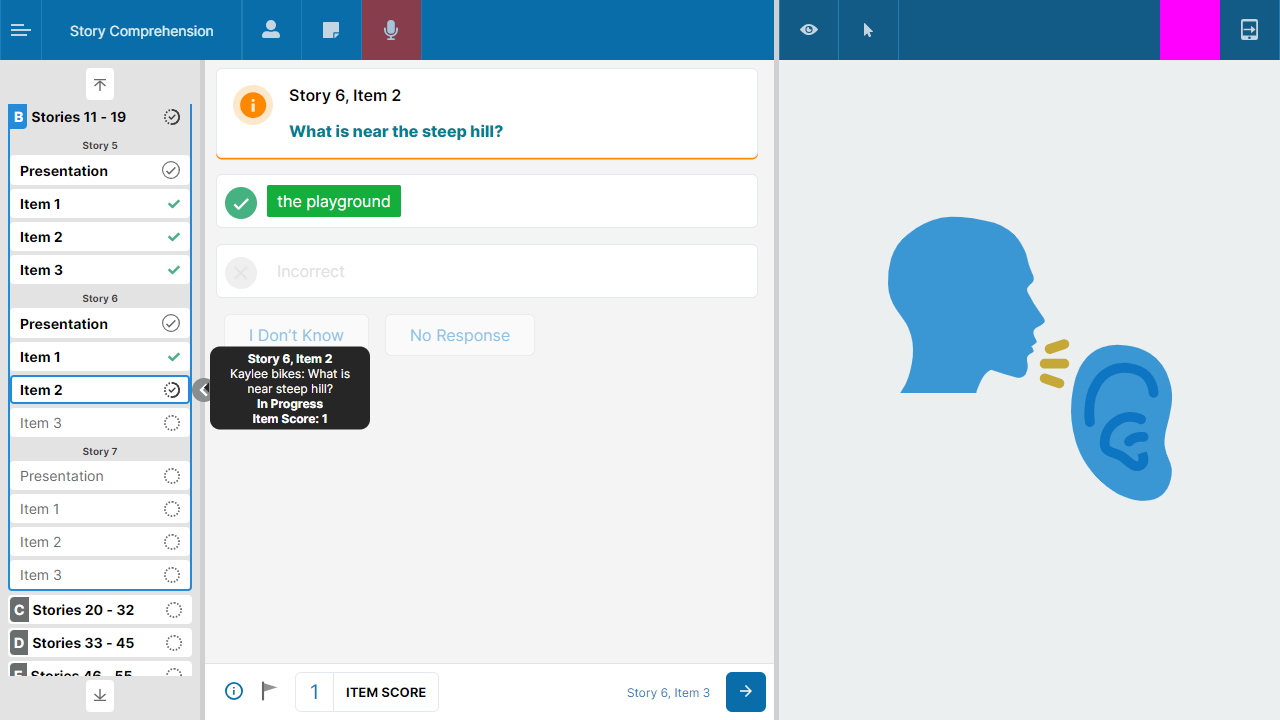 Story Comprehension
B Stories 11 - 19
Story 5
Presentation
Item 1
Item 2
Item 3
Story 6
Presentation
Item 1
Item 2
Item 3
Story 7
Presentation
Item 1
Item 2
Item 3
C Stories 20 - 32
D Stories 33 - 45
E Stories 46 - 55
Story 6, Item 2
What is near the steep hill?
the playground
Incorrect
I Don't Know
No Response
Story 6, Item 2
Kaylee bikes: What is
near steep hill?
In Progress
Item Score: 1
1 ITEM SCORE
Story 6, Item 3